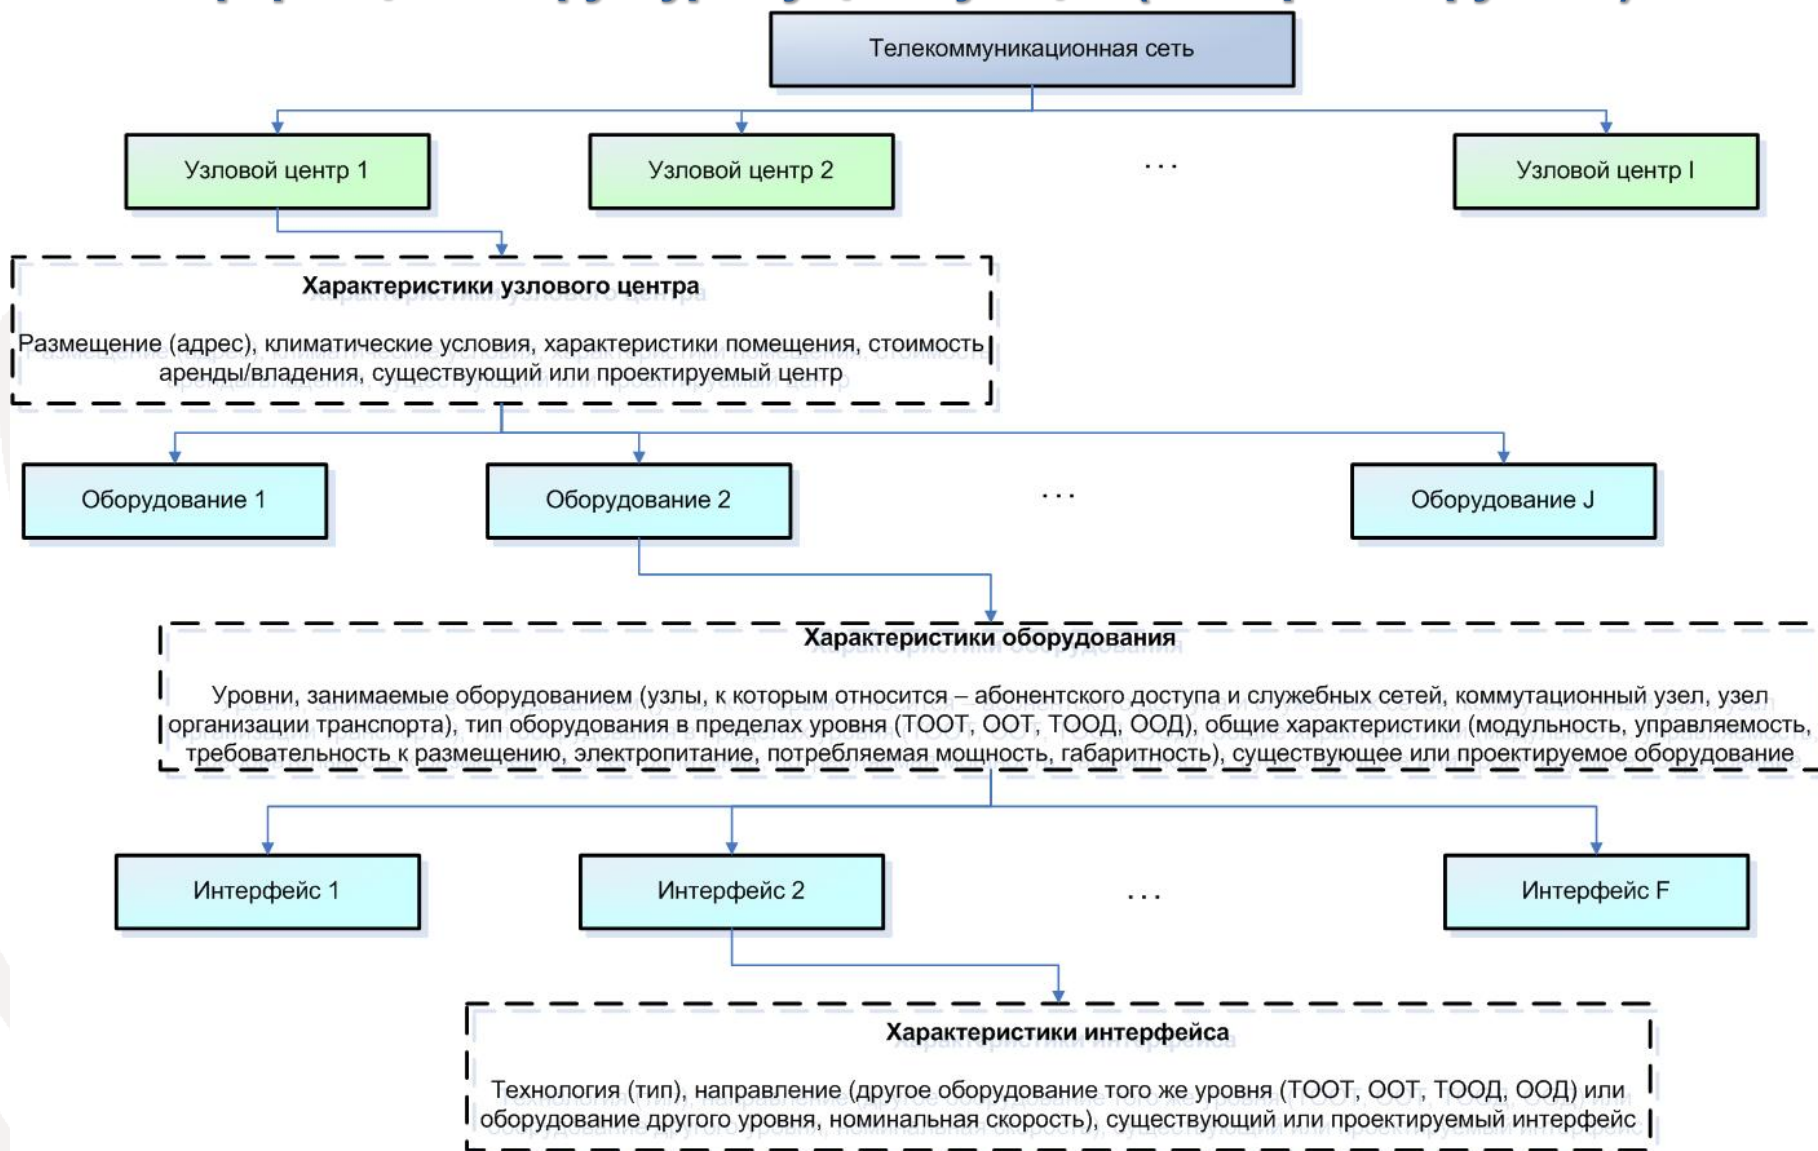 Телекоммуникационная сеть
Узловой центр 1
Узловой центр 2
...
Узловой центр I
Характеристики узлового центра
Размещение (адрес), климатические условия, характеристики помещения, стоимость
аренды/владения, существующий или проектируемый центр
Оборудование 1
Оборудование 2
...
Оборудование J
Характеристики оборудования
Уровни, занимаемые оборудованием (узлы, к которым относится – абонентского доступа и служебных сетей, коммутационный узел, узел
организации транспорта), тип оборудования в пределах уровня (ТООТ, ООТ, ТООД, ООД), общие характеристики (модульность, управляемость,
требовательность к размещению, электропитание, потребляемая мощность, габаритность), существующее или проектируемое оборудование
Интерфейс 1
Интерфейс 2
...
Интерфейс F
Характеристики интерфейса
Технология (тип), направление (другое оборудование того же уровня (ТООТ, ООТ, ТООД, ООД) или
оборудование другого уровня, номинальная скорость), существующий или проектируемый интерфейс